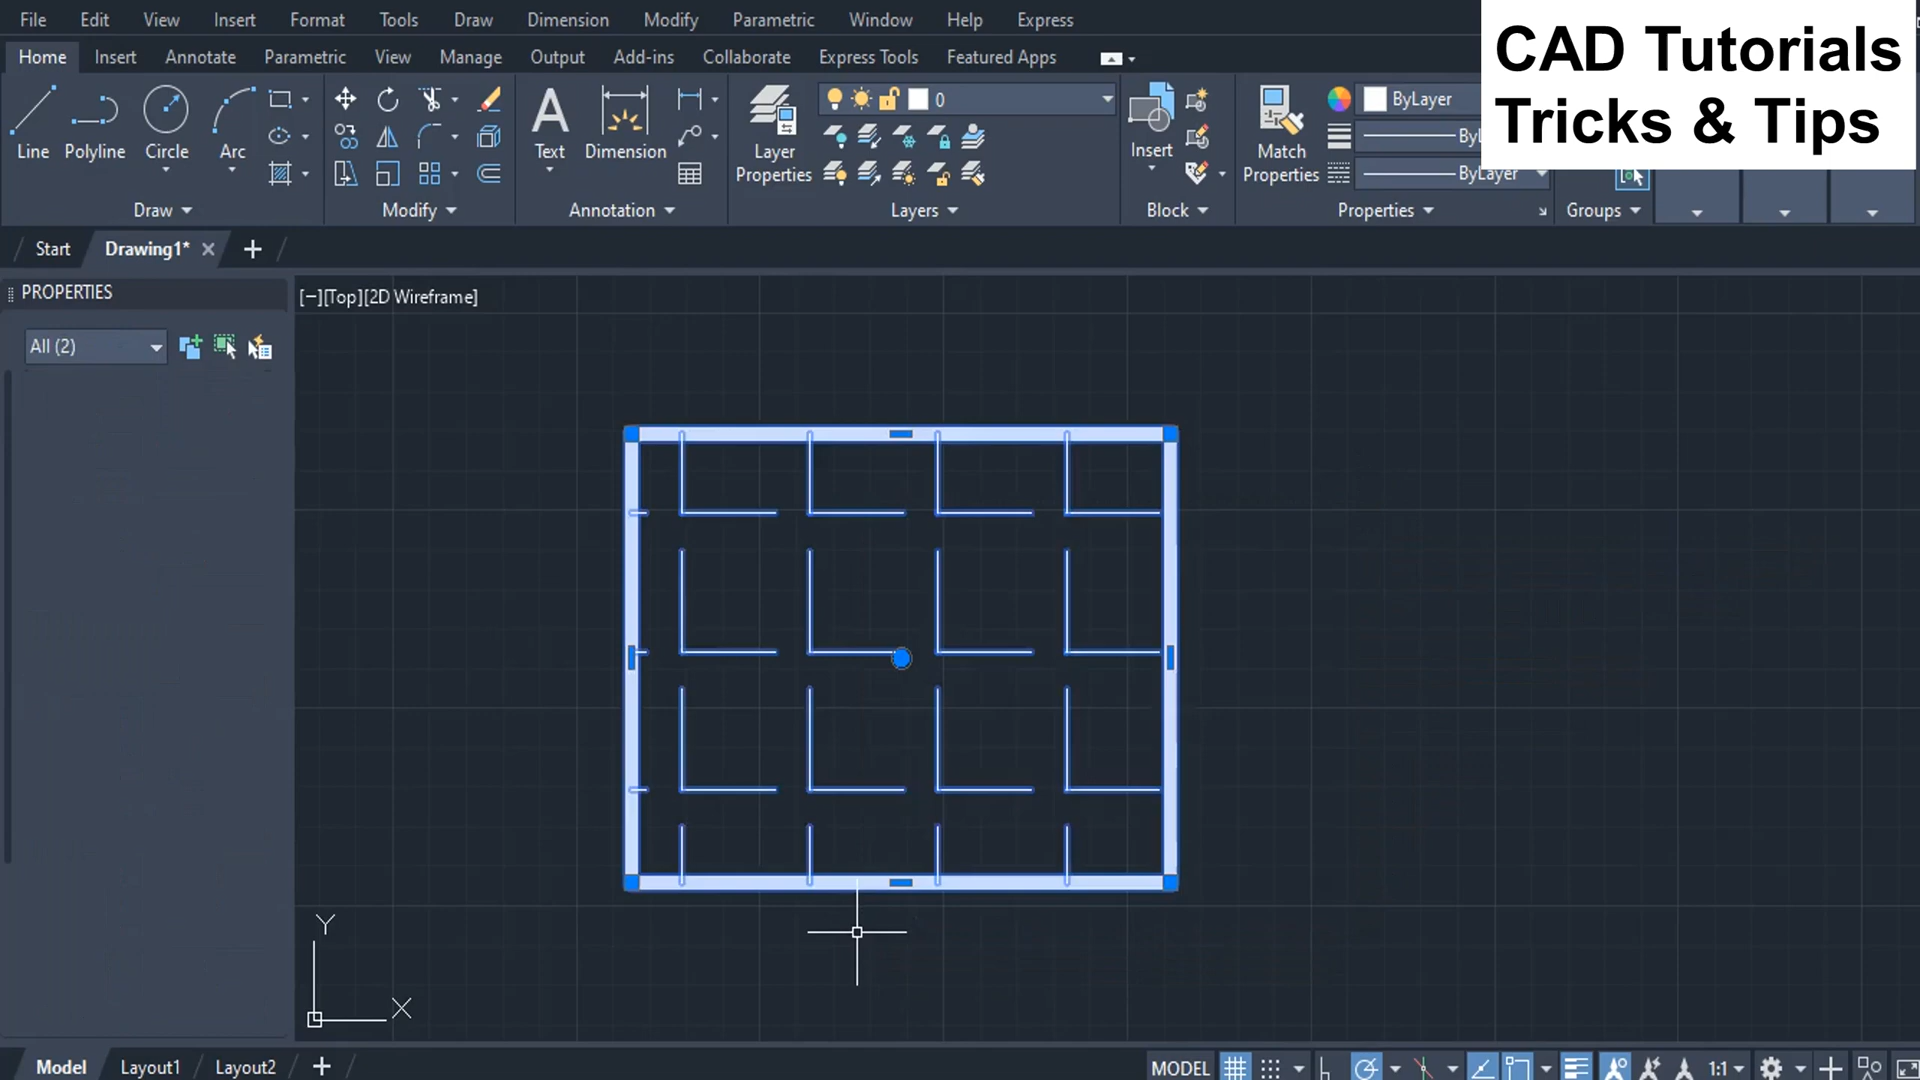 File Edit View Insert Format Tools Draw Dimension Modify Parametric Window Help Express
CAD Tutorials
Tricks & Tips
Home Insert Annotate Parametric View Manage Output Add-ins Collaborate Express Tools Featured Apps
0
ByLayer
ByLayer
Line Polyline Circle Arc
Text Dimension
Layer
Properties
Insert
Match
Properties
Draw Modify Annotation Layers Block Properties Groups
Start Drawing1* +
PROPERTIES
[−][Top][2D Wireframe]
All (2)
Y
X
Model Layout1 Layout2 +
MODEL 1:1